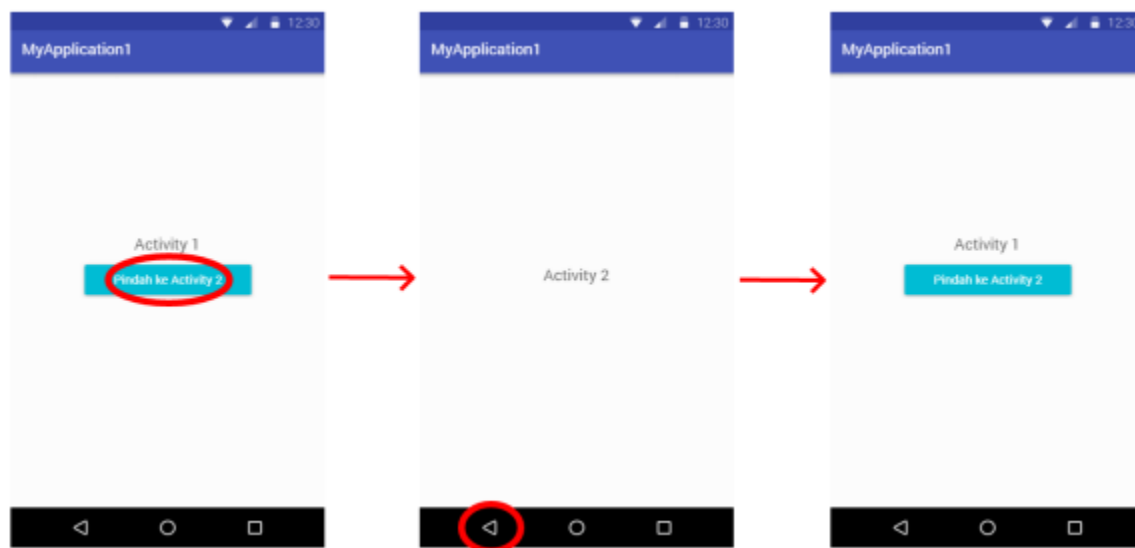 12:30
MyApplication1
Activity 1
Pindah ke Activity 2
12:30
MyApplication1
Activity 2
12:30
MyApplication1
Activity 1
Pindah ke Activity 2